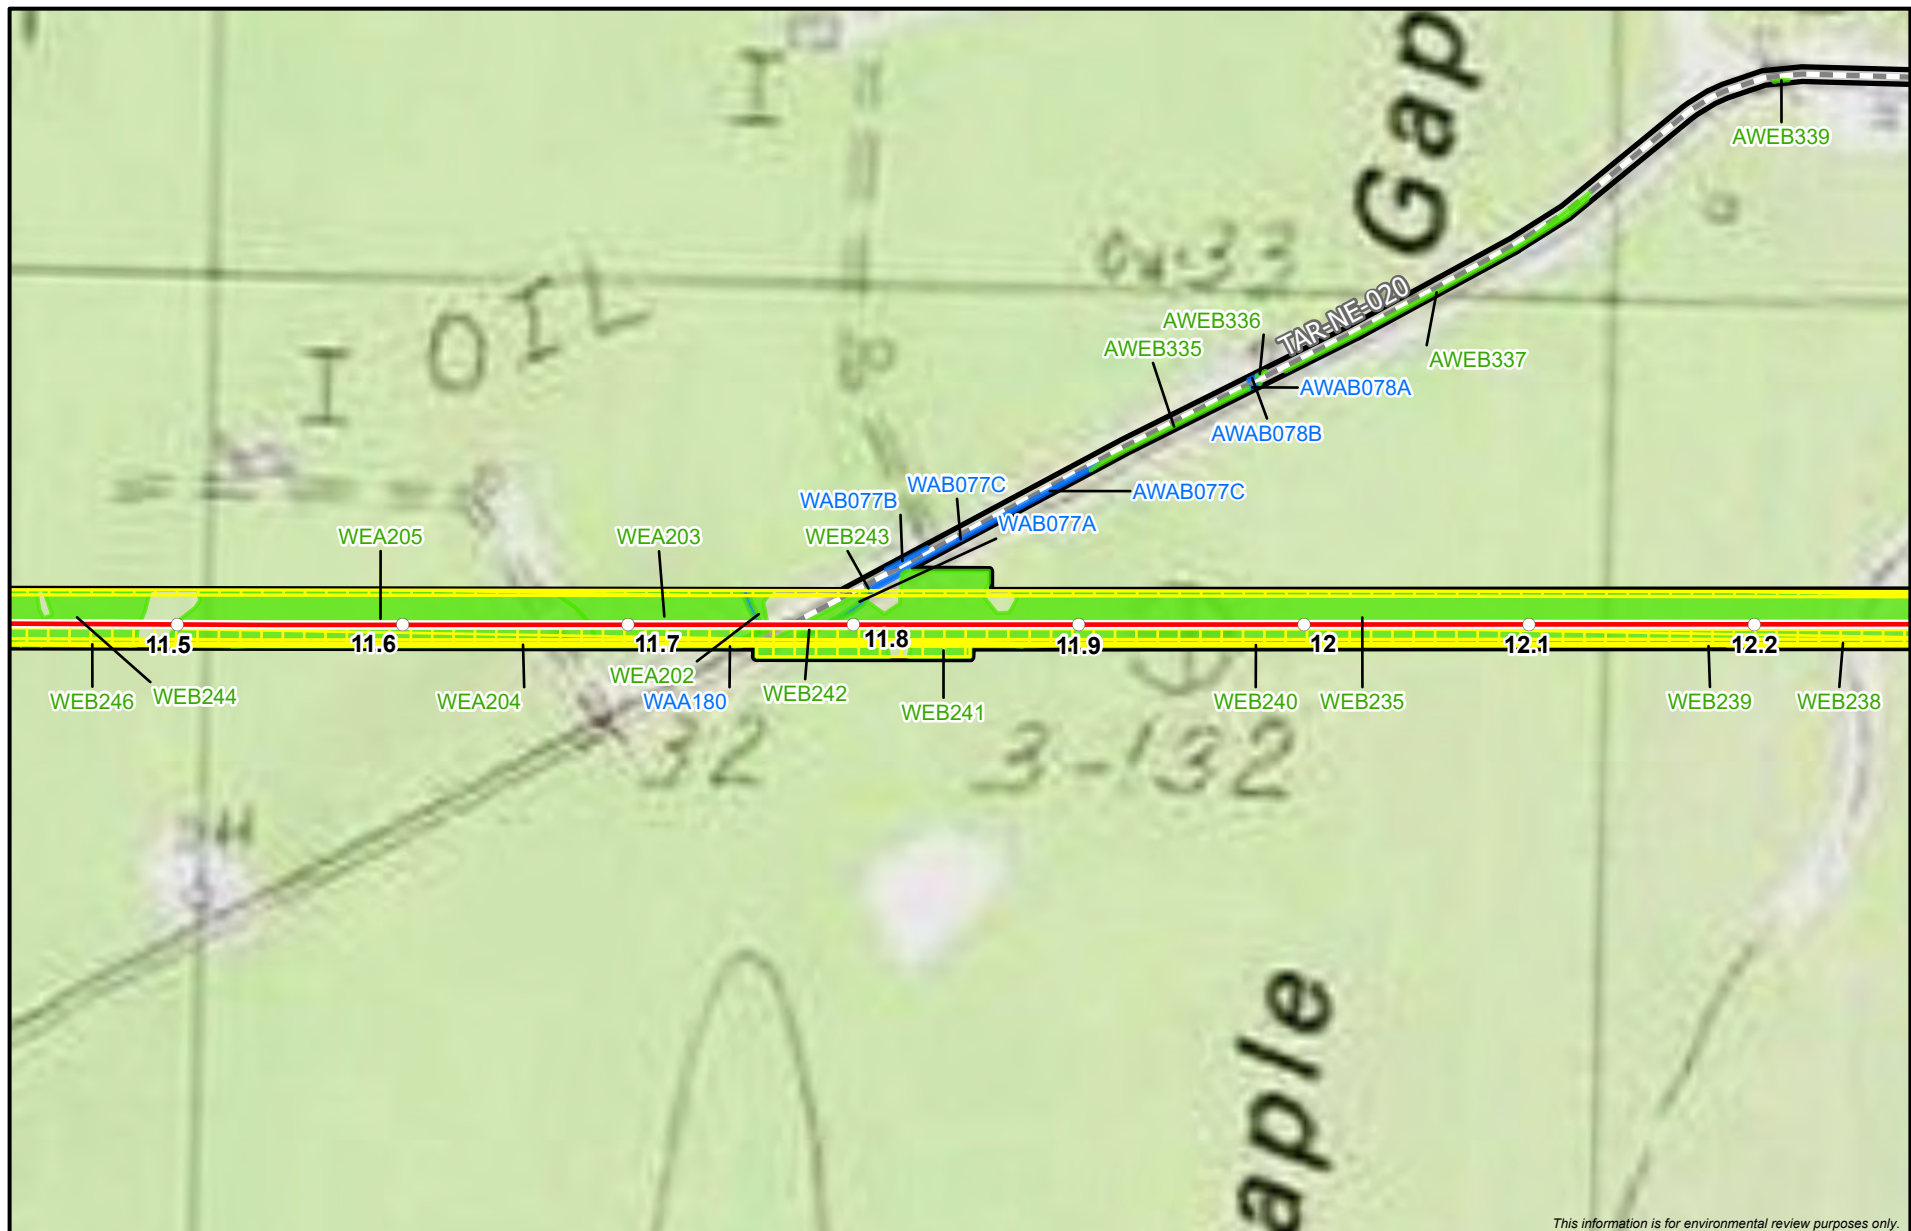 Gap
I OIL
TAR-NE-020
AWEB339
AWEB336
AWEB335
AWEB337
AWAB078A
AWAB078B
WAB077C
WAB077B
AWAB077C
WAB077A
WEB243
WEA205
WEA203
11.5
11.6
11.7
11.8
11.9
12
12.1
12.2
WEB246
WEB244
WEA204
WEA202
WAA180
WEB242
WEB241
WEB240
WEB235
WEB239
WEB238
32
3-132
aple
This information is for environmental review purposes only.